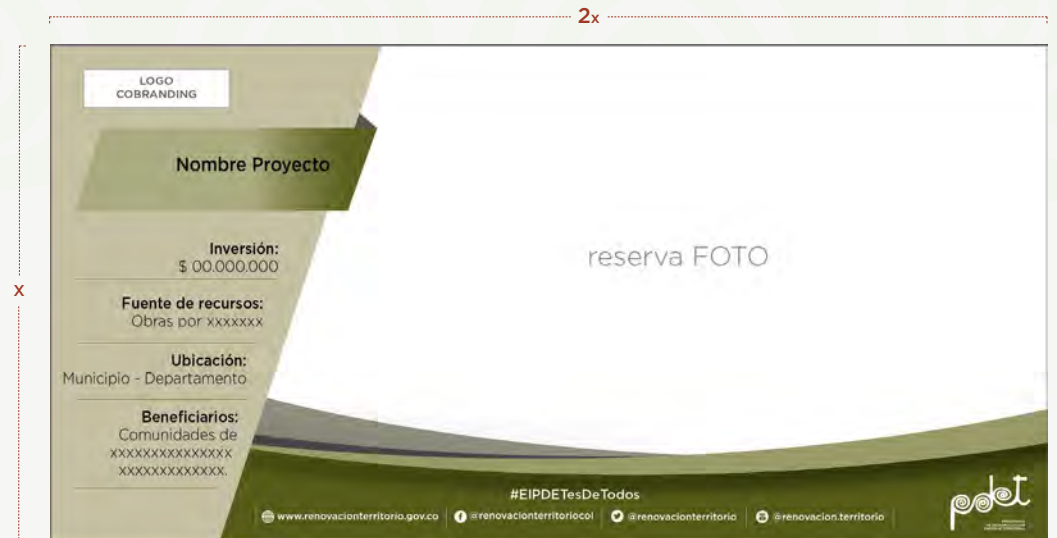 2x
x
LOGO
COBRANDING
Nombre Proyecto
Inversión:
$ 00.000.000
Fuente de recursos:
Obras por xxxxxxx
Ubicación:
Municipio - Departamento
Beneficiarios:
Comunidades de
xxxxxxxxxxxxxxx
xxxxxxxxxxxxx.
reserva FOTO
#EIPDETesDeTodos
www.renovacionterritorio.gov.co
@renovacionterritoriocol
@renovacionterritorio
@renovacion.territorio
pdet